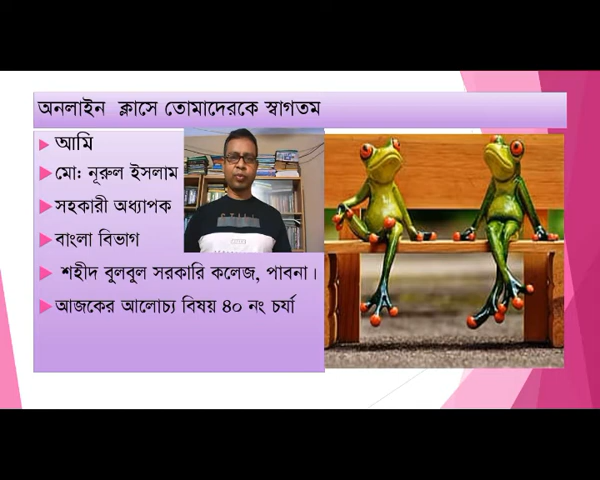 অনলাইন ক্লাসে তোমাদেরকে স্বাগতম
আমি
মো: নূরুল ইসলাম
সহকারী অধ্যাপক
বাংলা বিভাগ
শহীদ বুলবুল সরকারি কলেজ, পাবনা।
আজকের আলোচ্য বিষয় ৪০ নং চর্যা